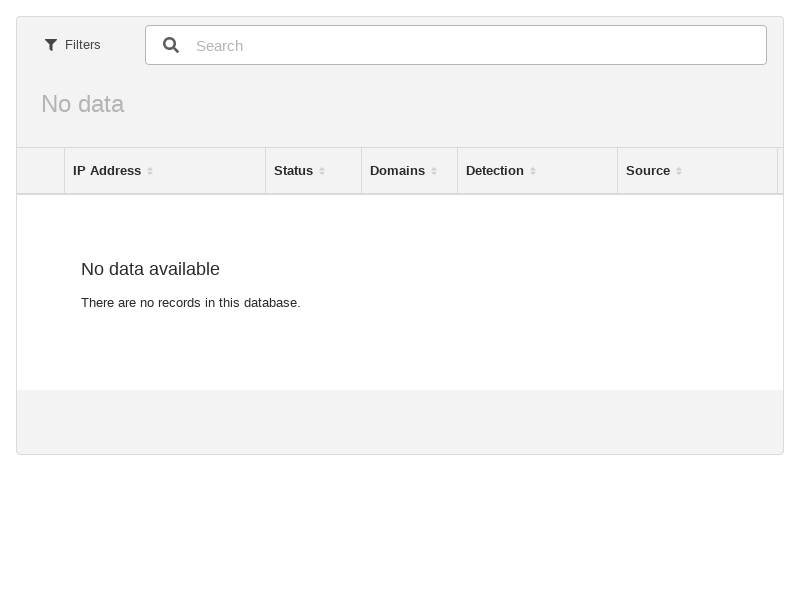 Filters
Search
No data
IP Address Status Domains Detection Source
No data available
There are no records in this database.